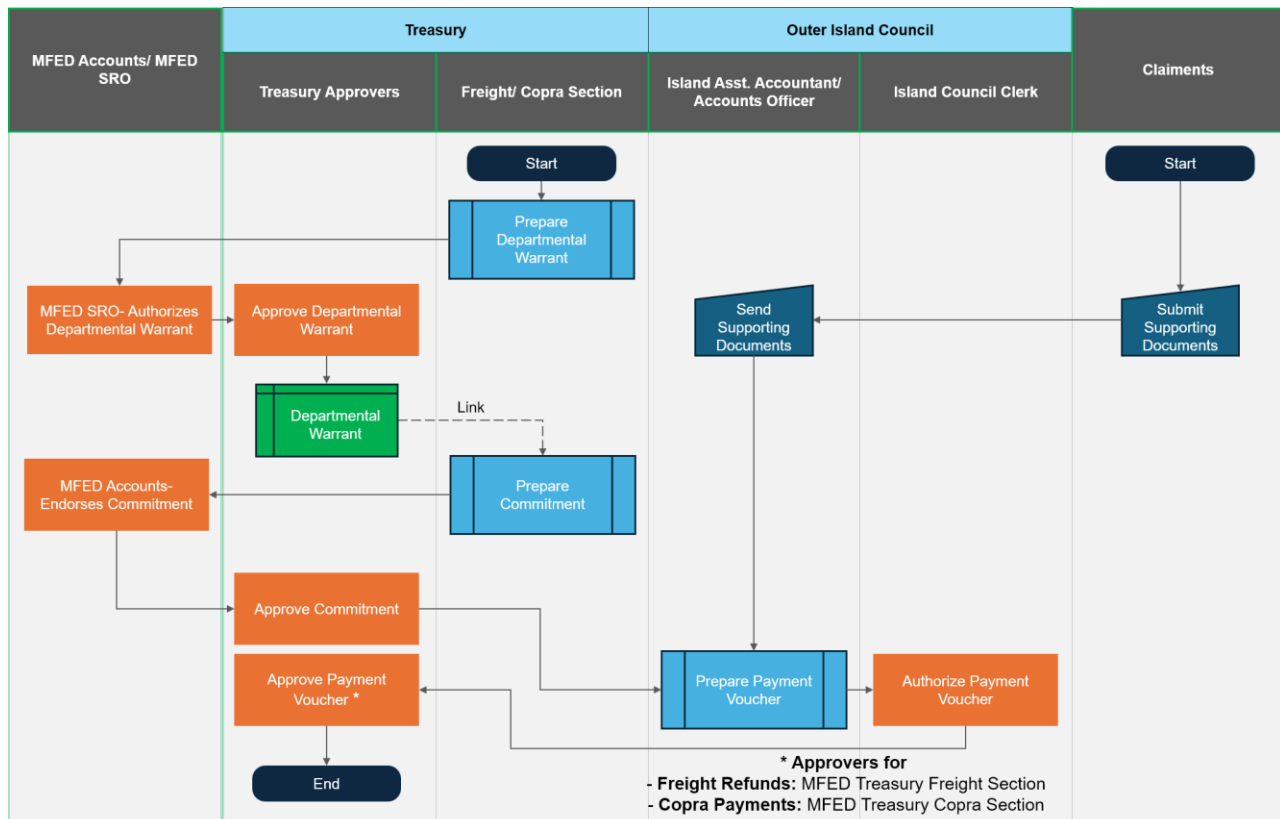 Treasury
Outer Island Council
MFED Accounts/ MFED
SRO
Claiments
Treasury Approvers
Freight/ Copra Section
Island Asst. Accountant/
Accounts Officer
Island Council Clerk
Start
Start
Prepare
Departmental
Warrant
MFED SRO- Authorizes
Departmental Warrant
Approve Departmental
Warrant
Send
Supporting
Documents
Submit
Supporting
Documents
Departmental
Warrant
Link
MFED Accounts-
Endorses Commitment
Prepare
Commitment
Approve Commitment
Approve Payment
Voucher *
Prepare Payment
Voucher
Authorize Payment
Voucher
End
* Approvers for
- Freight Refunds: MFED Treasury Freight Section
- Copra Payments: MFED Treasury Copra Section